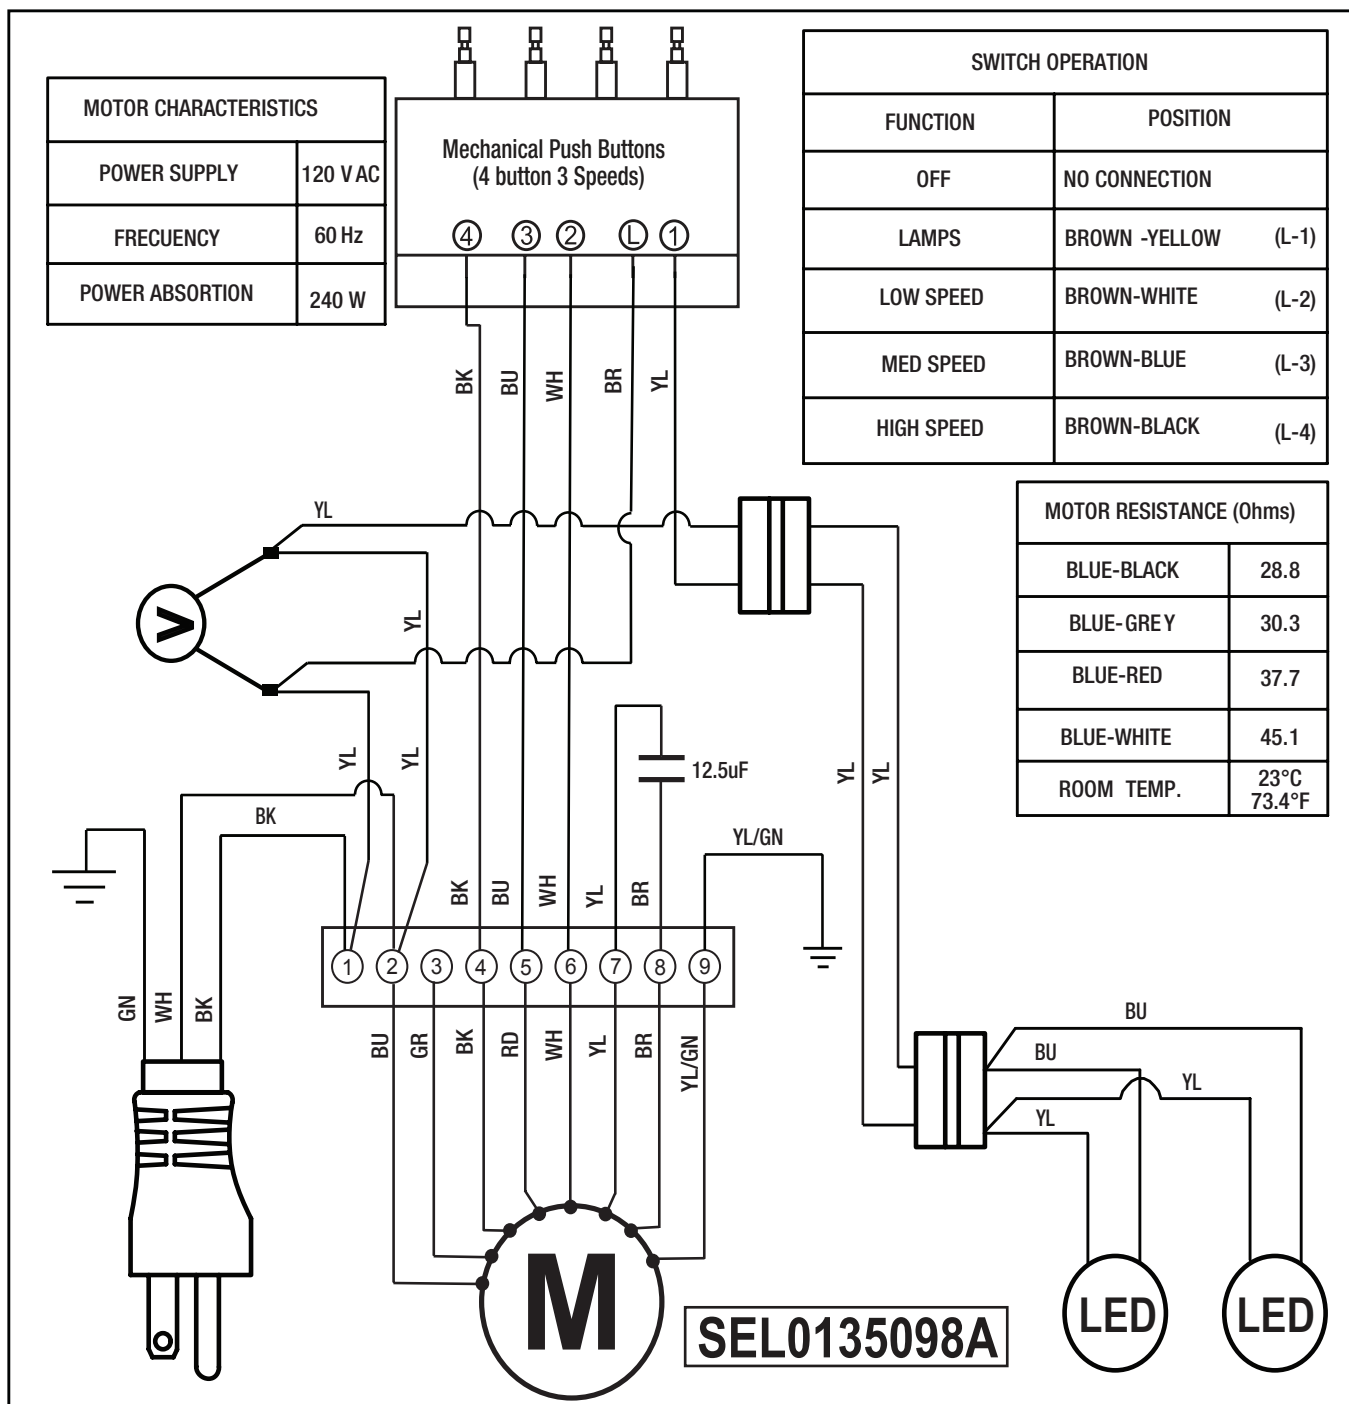 MOTOR CHARACTERISTICS
POWER SUPPLY 120 V AC
FRECUENCY 60 Hz
POWER ABSORTION 240 W
Mechanical Push Buttons
(4 button 3 Speeds)
4 3 2 L 1
SWITCH OPERATION
FUNCTION POSITION
OFF NO CONNECTION
LAMPS BROWN -YELLOW (L-1)
LOW SPEED BROWN-WHITE (L-2)
MED SPEED BROWN-BLUE (L-3)
HIGH SPEED BROWN-BLACK (L-4)
BK BU WH BR YL
MOTOR RESISTANCE (Ohms)
BLUE-BLACK 28.8
BLUE-GREY 30.3
BLUE-RED 37.7
BLUE-WHITE 45.1
ROOM TEMP. 23°C
73.4°F
YL
V
YL
YL YL
12.5uF
YL YL
BK
YL/GN
BK BU WH YL BR
1 2 3 4 5 6 7 8 9
GN WH BK
BU GR BK RD WH YL BR YL/GN
BU
BU
YL
YL
M
SEL0135098A
LED LED